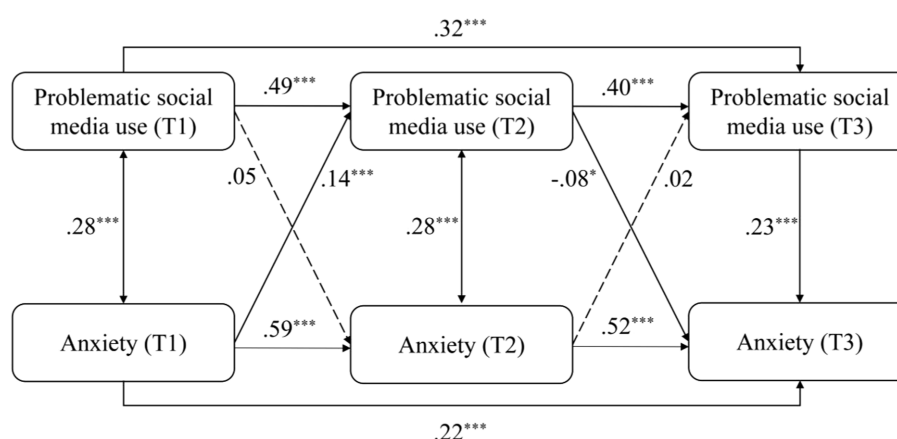 .32***
Problematic social
media use (T1)
.49***
Problematic social
media use (T2)
.40***
Problematic social
media use (T3)
.05
.14***
-.08*
.02
.28***
.28***
.23***
Anxiety (T1)
.59***
Anxiety (T2)
.52***
Anxiety (T3)
.22***